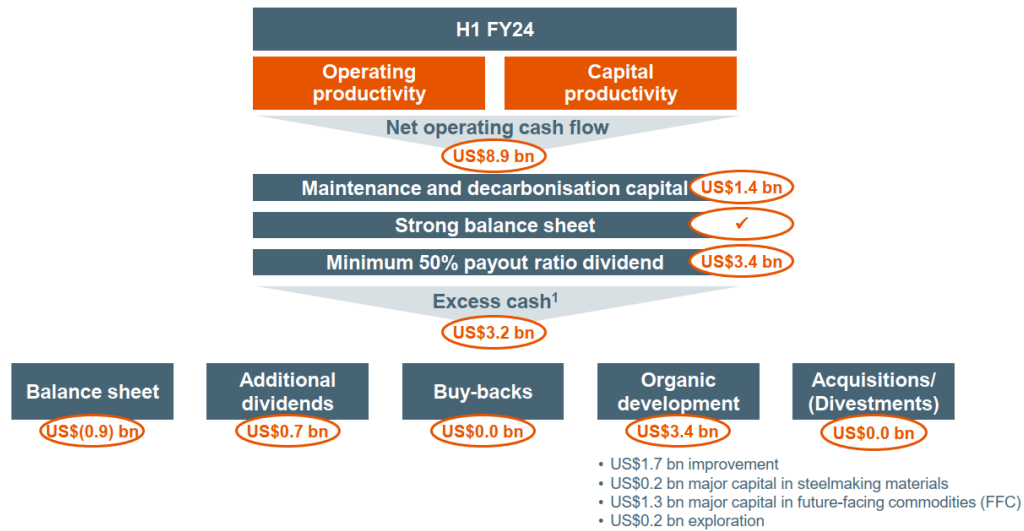 H1 FY24
Operating
productivity
Capital
productivity
Net operating cash flow
US$8.9 bn
Maintenance and decarbonisation capital
US$1.4 bn
Strong balance sheet
✓
Minimum 50% payout ratio dividend
US$3.4 bn
Excess cash¹
US$3.2 bn
Balance sheet
US$(0.9) bn
Additional
dividends
US$0.7 bn
Buy-backs
US$0.0 bn
Organic
development
US$3.4 bn
Acquisitions/
(Divestments)
US$0.0 bn
• US$1.7 bn improvement
• US$0.2 bn major capital in steelmaking materials
• US$1.3 bn major capital in future-facing commodities (FFC)
• US$0.2 bn exploration